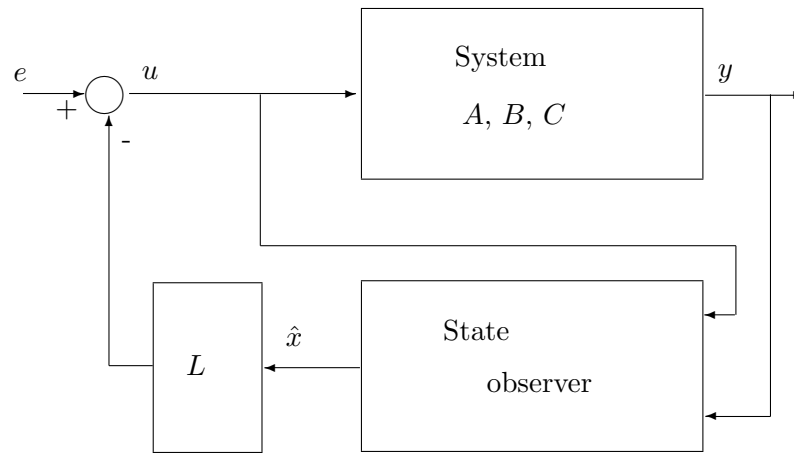 System
e
u
y
+
A, B, C
-
State
x̂
L
observer